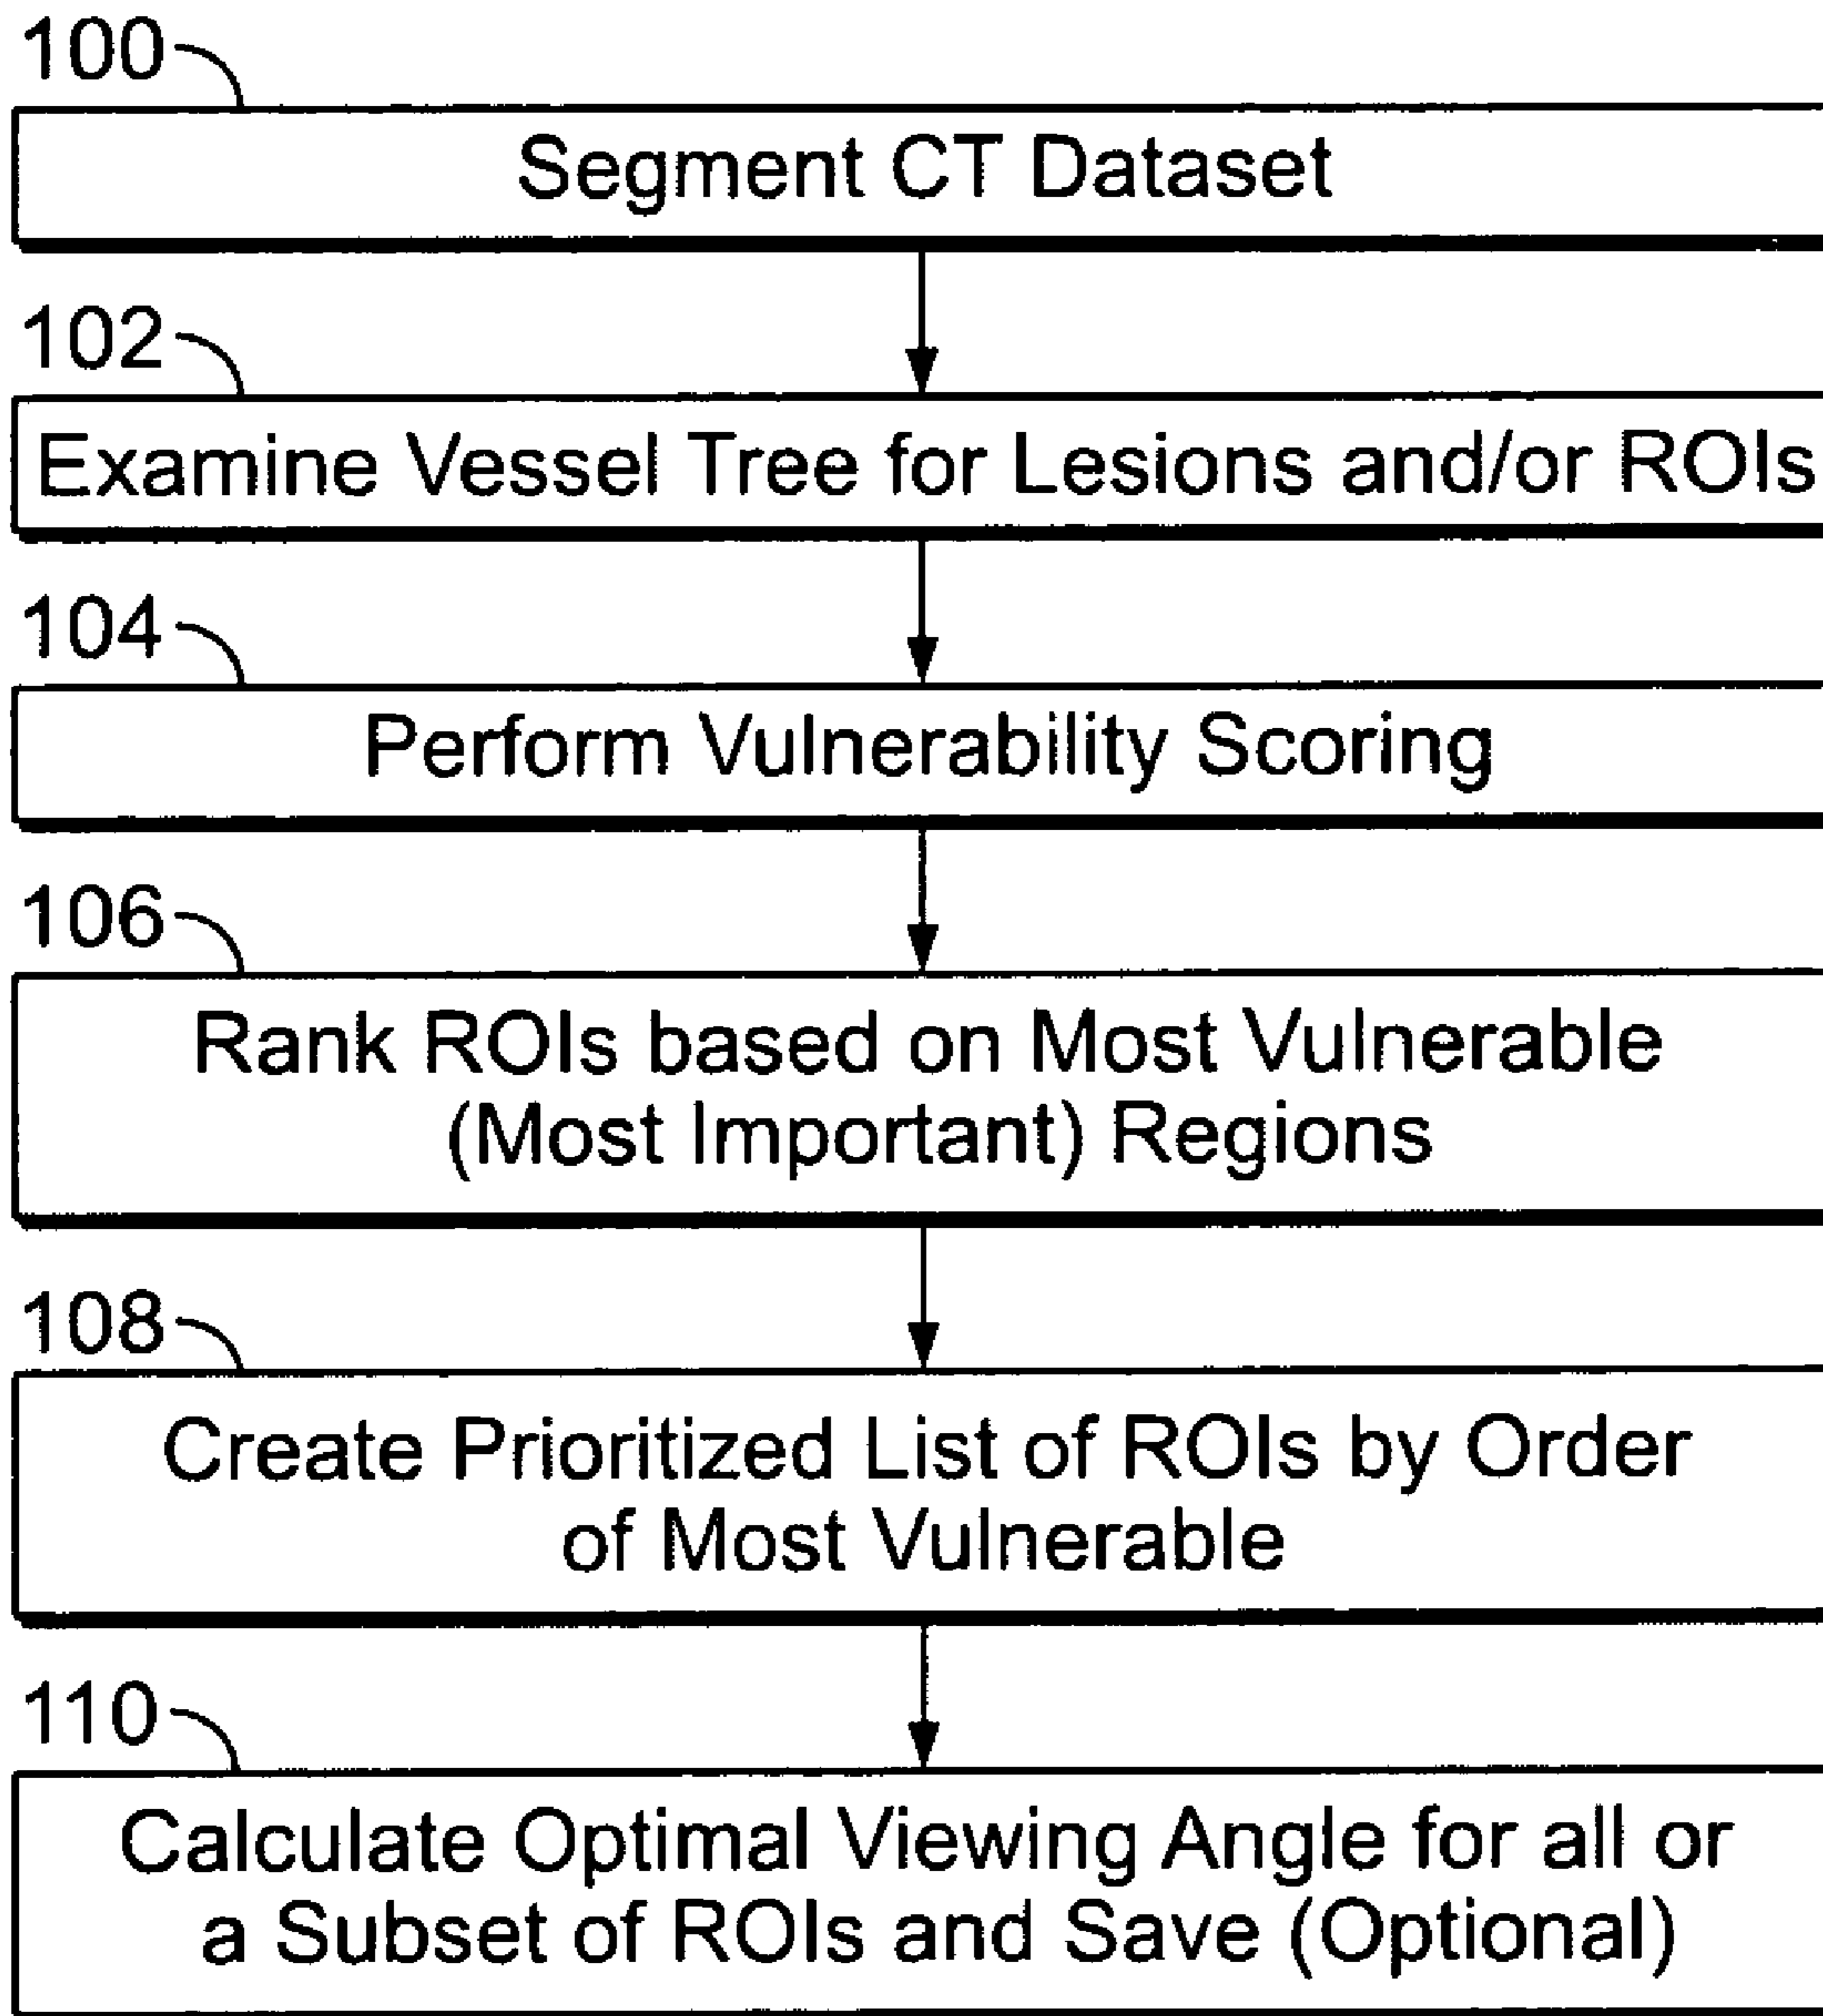 100
Segment CT Dataset
102
Examine Vessel Tree for Lesions and/or ROIs
104
Perform Vulnerability Scoring
106
Rank ROIs based on Most Vulnerable
(Most Important) Regions
108
Create Prioritized List of ROIs by Order
of Most Vulnerable
110
Calculate Optimal Viewing Angle for all or
a Subset of ROIs and Save (Optional)